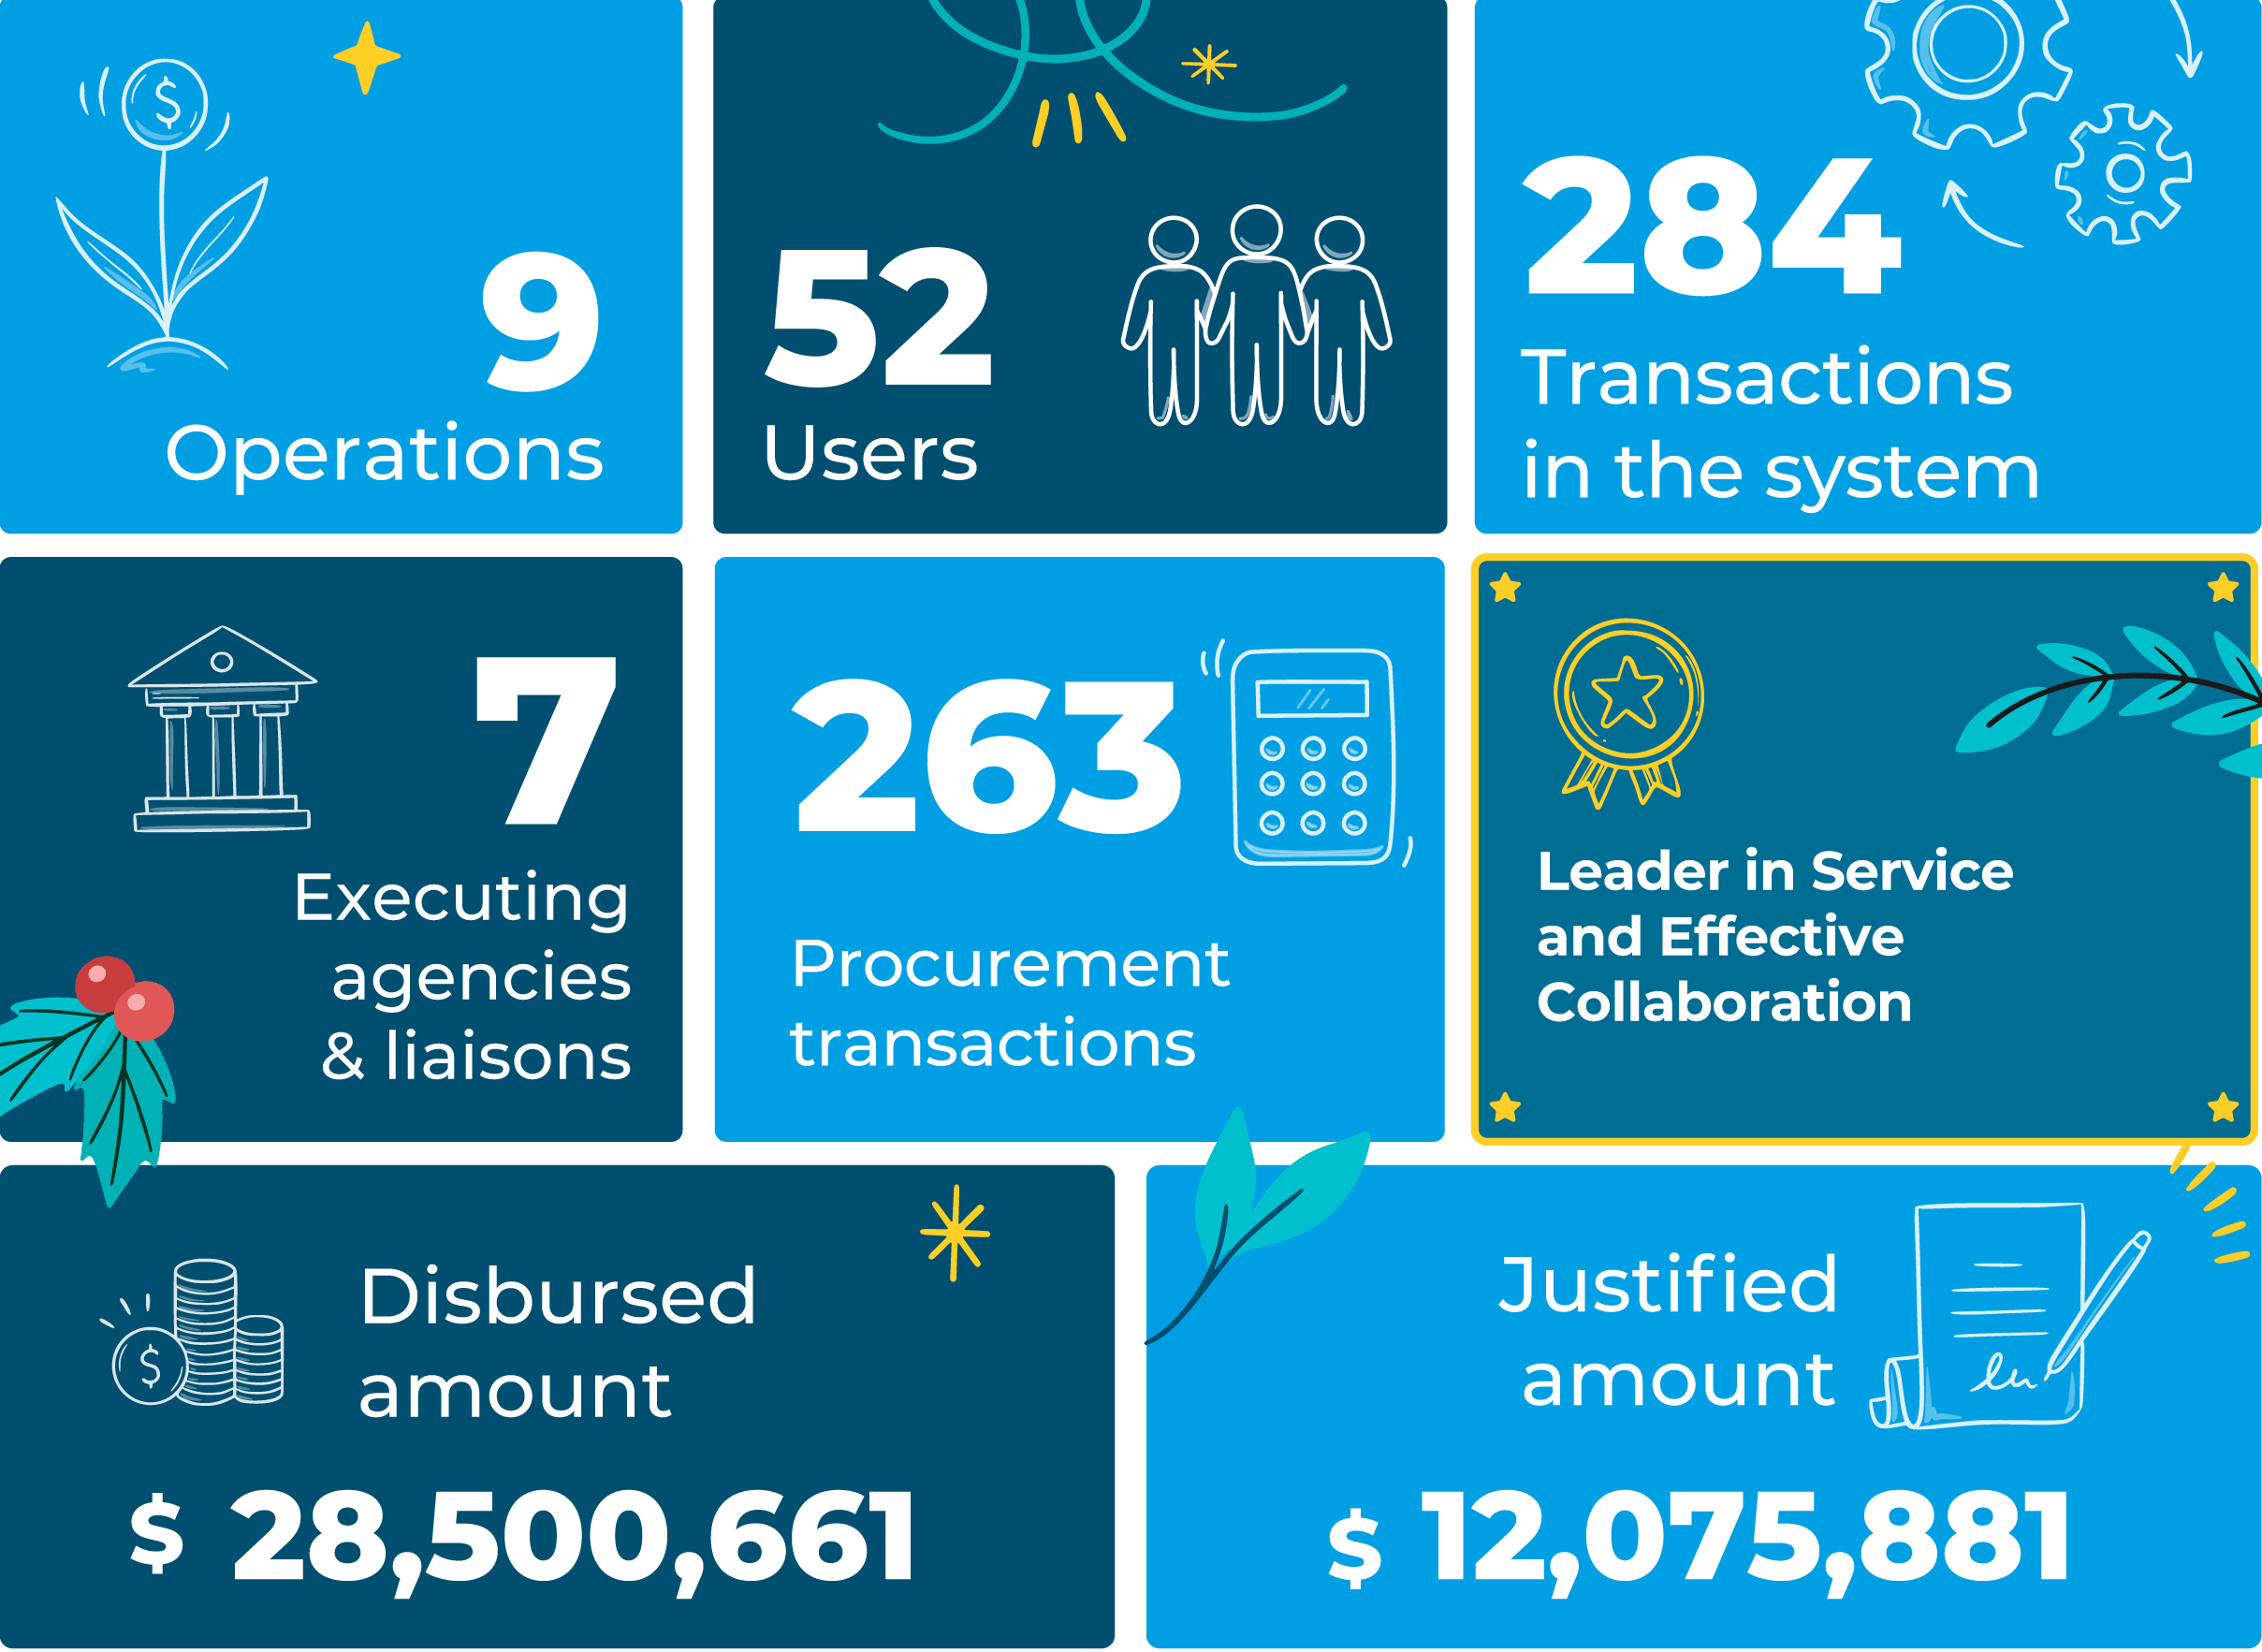 9
Operations
52
Users
284
Transactions
in the system
7
Executing
agencies
& liaisons
263
Procurement
transactions
Leader in Service
and Effective
Collaboration
Disbursed
amount
$ 28,500,661
Justified
amount
$ 12,075,881